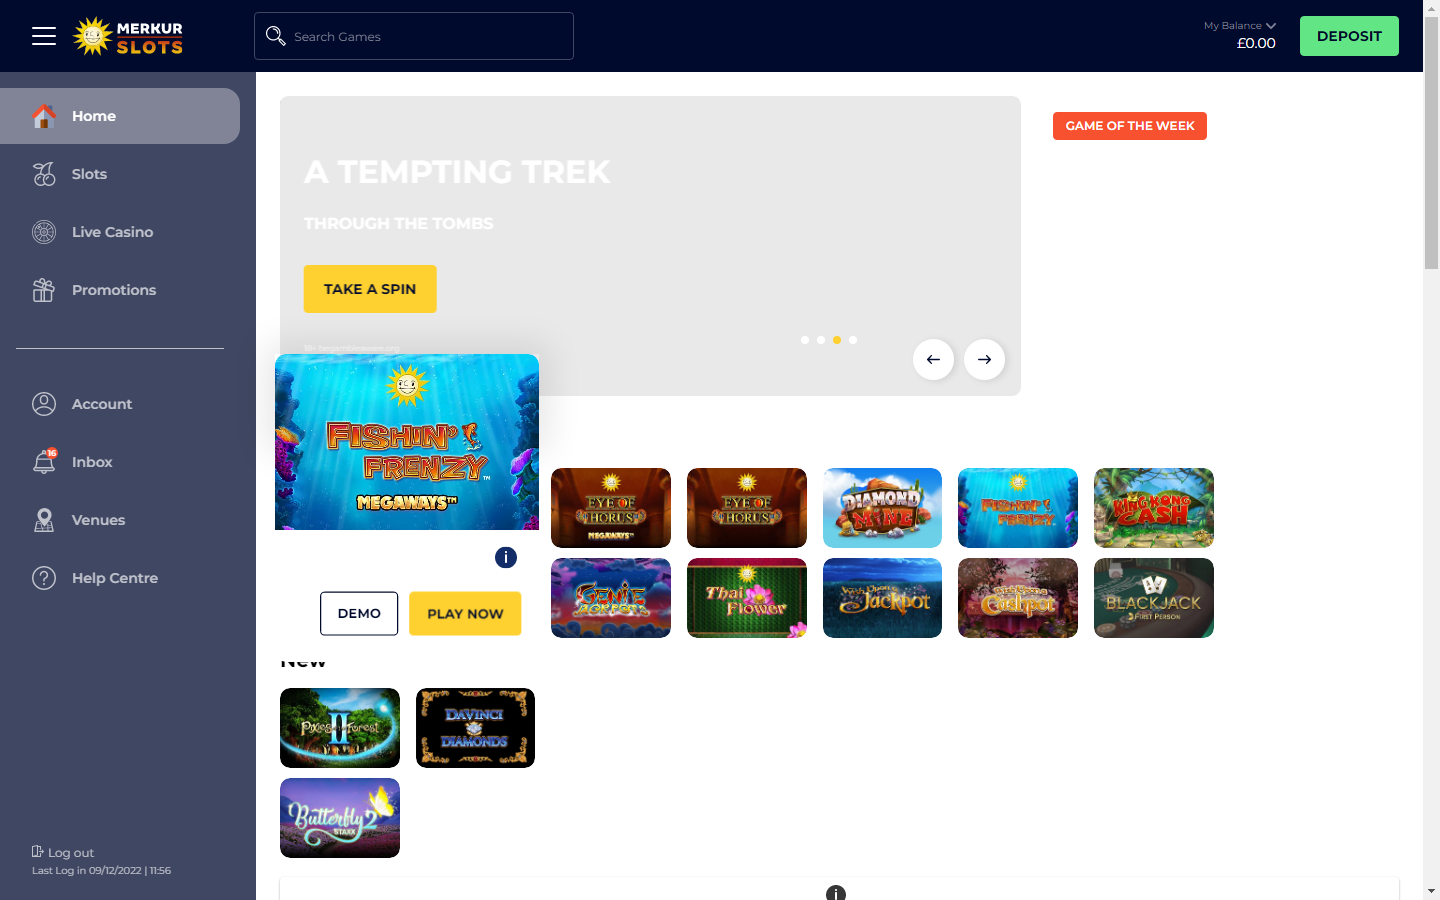 MERKUR
SLOTS
Search Games
My Balance
£0.00
DEPOSIT
Home
Slots
Live Casino
Promotions
Account
16
Inbox
Venues
Help Centre
Log out
Last Log in 09/12/2022 | 11:56
A TEMPTING TREK
THROUGH THE TOMBS
TAKE A SPIN
GAME OF THE WEEK
FISHIN'
FRENZY™
MEGAWAYS™
i
DEMO
PLAY NOW
EYE OF
HORUS
MEGAWAYS™
EYE OF
HORUS
DIAMOND
MINE
FISHIN'
FRENZY
KING KONG
CASH
GENIE
JACKPOTS
Thai
Flower
Wish Upon a
Jackpot
Cashpot
BLACKJACK
FIRST PERSON
New
Pixies of the Forest
II
DAVINCI
DIAMONDS
Butterfly 2
STAXX
i